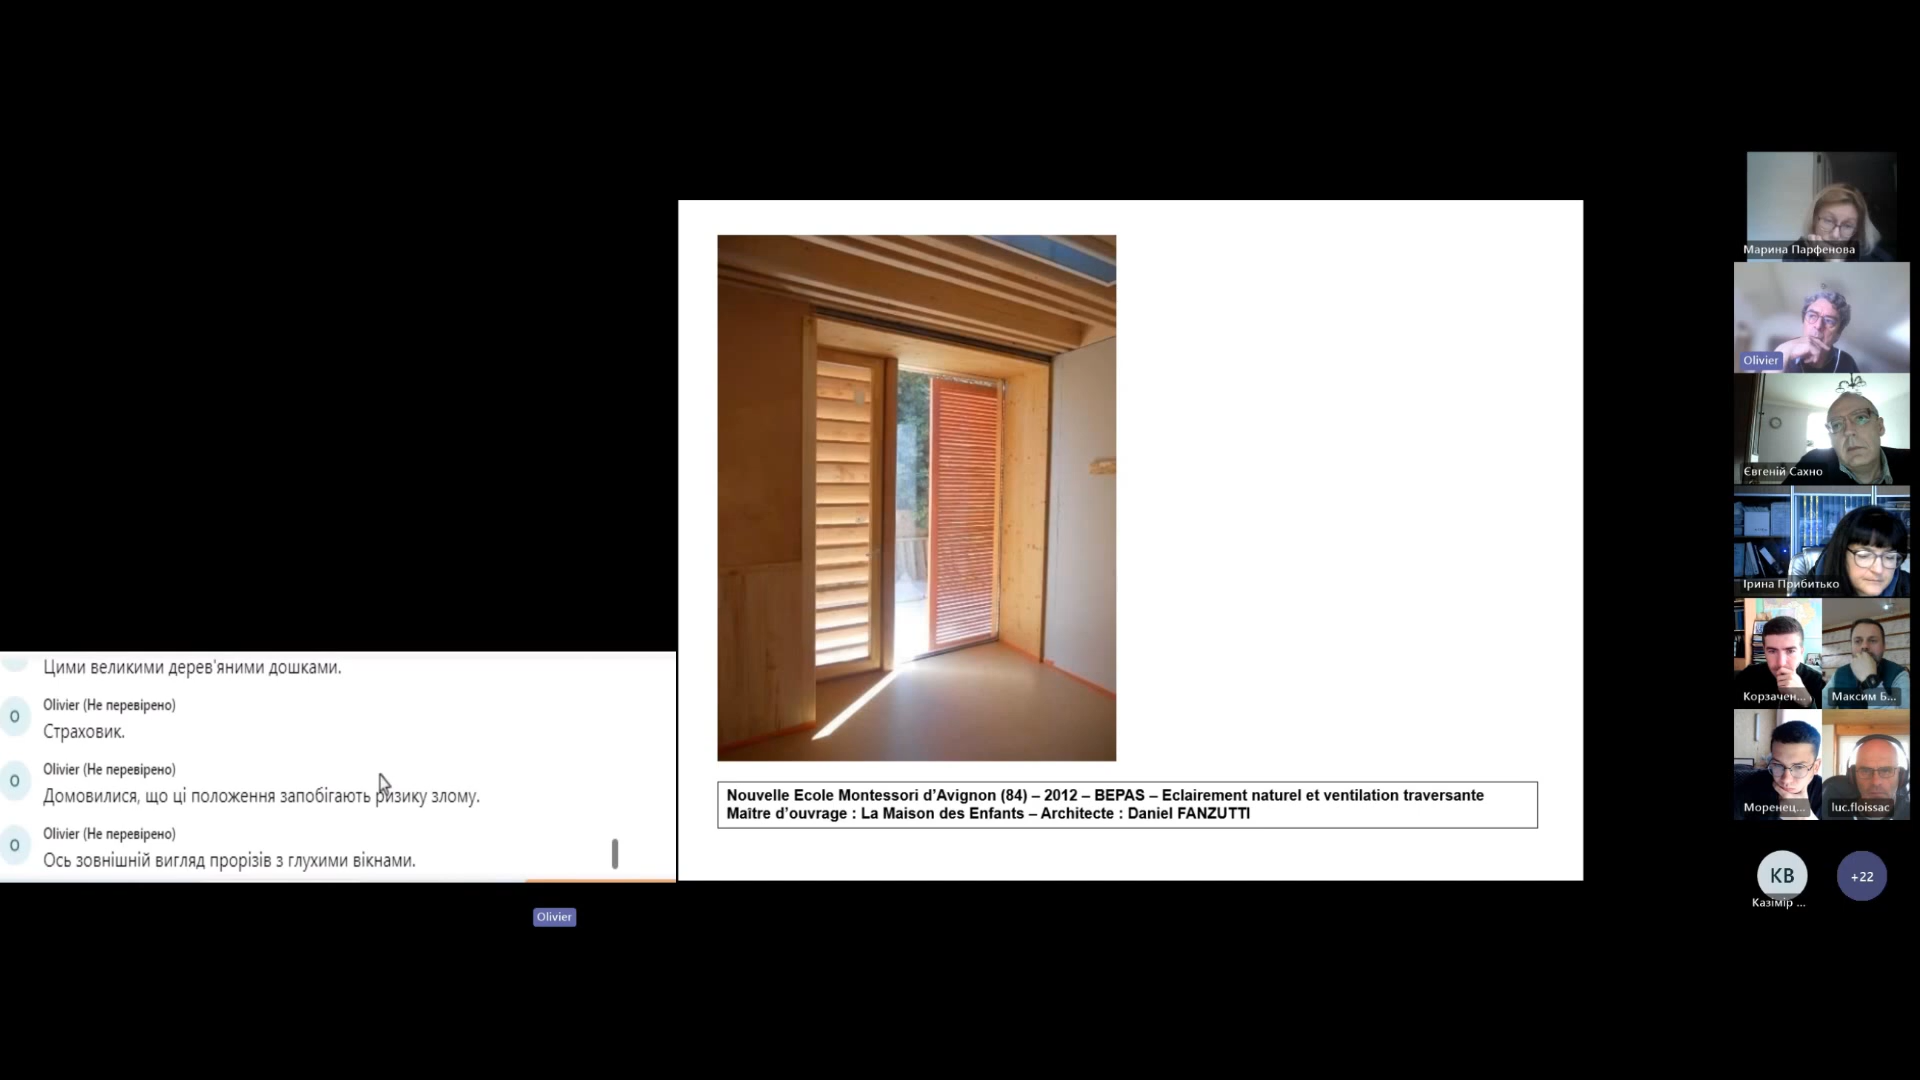 Цими великими дерев'яними дошками.
O
Olivier (Не перевірено)
Страховик.
O
Olivier (Не перевірено)
Домовилися, що ці положення запобігають ризику злому.
O
Olivier (Не перевірено)
Ось зовнішній вигляд прорізів з глухими вікнами.
Olivier
Nouvelle Ecole Montessori d’Avignon (84) – 2012 – BEPAS – Eclairement naturel et ventilation traversante
Maître d’ouvrage : La Maison des Enfants – Architecte : Daniel FANZUTTI
Марина Парфенова
Olivier
Євгеній Сахно
Ірина Прибитько
Корзачен...
Максим Б...
Моренец...
luc.floissac
КВ
Казімір ...
+22